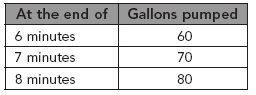 At the end of Gallons pumped
6 minutes 60
7 minutes 70
8 minutes 80